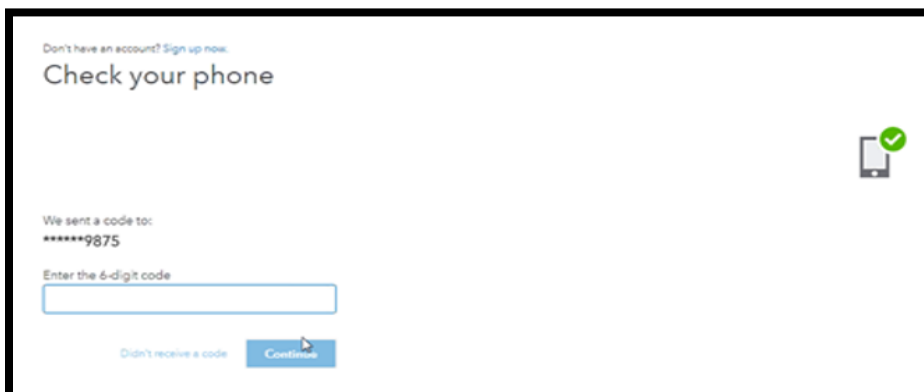 Don't have an account? Sign up now.
Check your phone
We sent a code to:
******9875
Enter the 6-digit code
Didn't receive a code
Continue